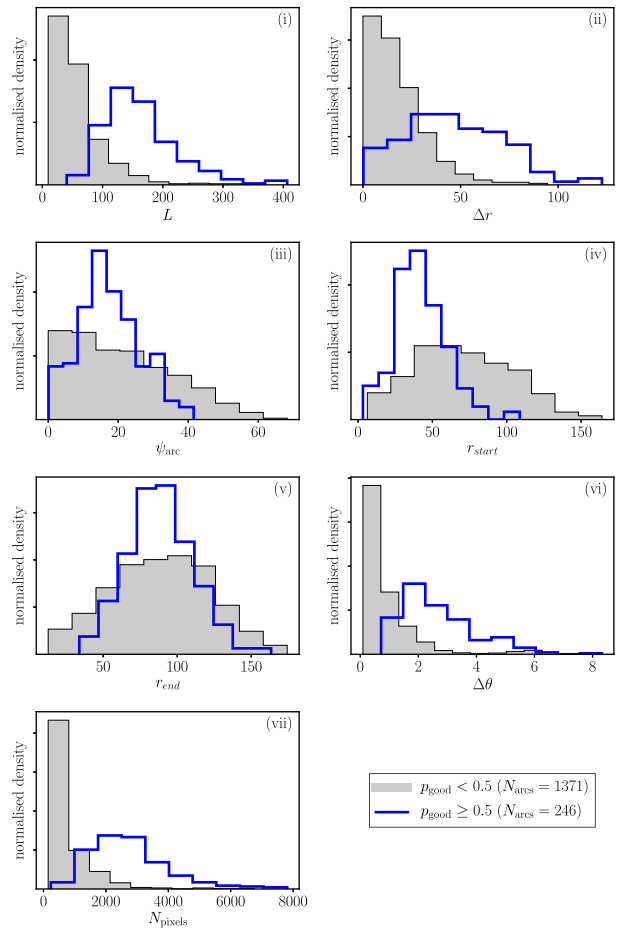 (i)
normalised density
0
100
200
300
400
L
(ii)
normalised density
0
50
100
Δr
(iii)
normalised density
0
20
40
60
ψarc
(iv)
normalised density
0
50
100
150
rstart
(v)
normalised density
50
100
150
rend
(vi)
normalised density
0
2
4
6
8
Δθ
(vii)
normalised density
0
2000
4000
6000
8000
Npixels
pgood < 0.5 (Narcs = 1371)
pgood ≥ 0.5 (Narcs = 246)